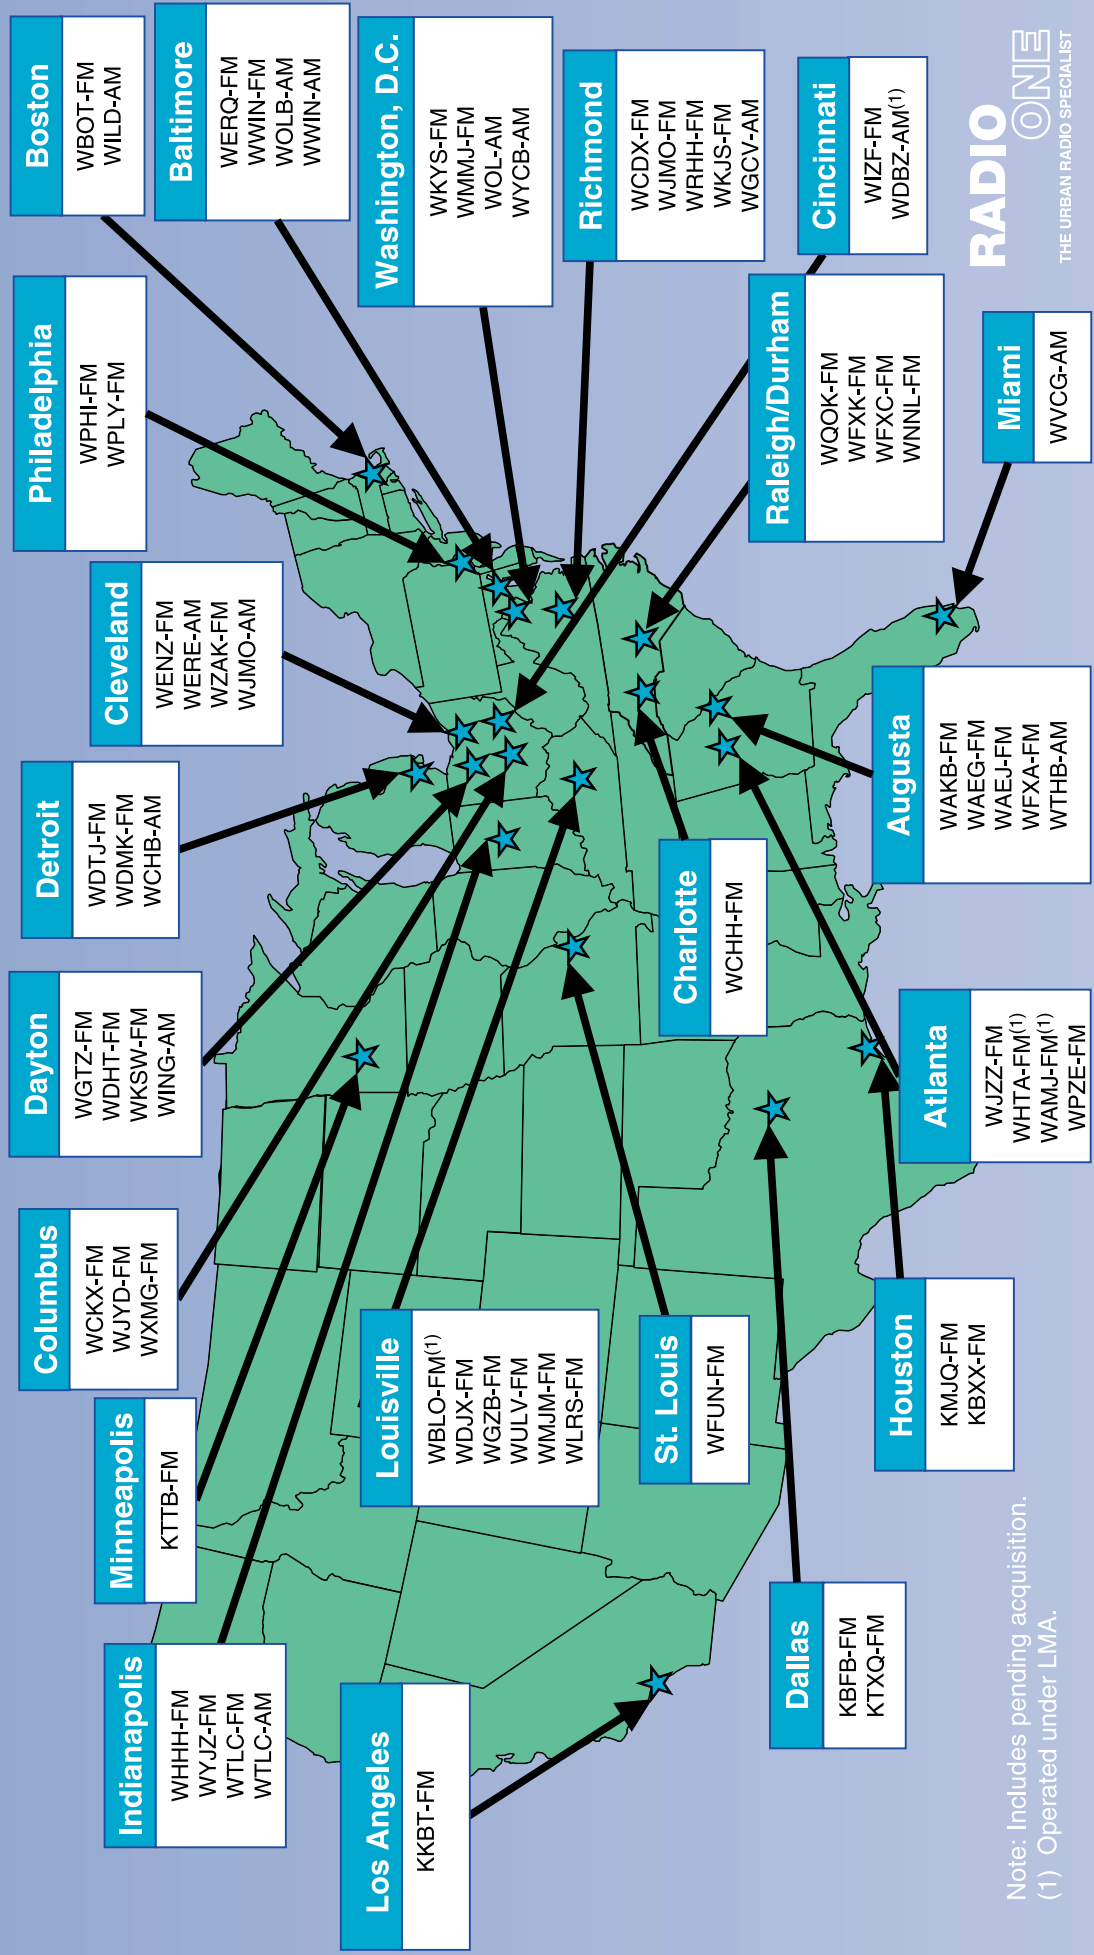 Indianapolis
WHHH-FM
WYJZ-FM
WTLC-FM
WTLC-AM
Minneapolis
KTTB-FM
Columbus
WCKX-FM
WJYD-FM
WXMG-FM
Dayton
WGTZ-FM
WDHT-FM
WKSW-FM
WING-AM
Detroit
WDTJ-FM
WDMK-FM
WCHB-AM
Cleveland
WENZ-FM
WERE-AM
WZAK-FM
WJMO-AM
Philadelphia
WPHI-FM
WPLY-FM
Boston
WBOT-FM
WILD-AM
Baltimore
WERQ-FM
WWIN-FM
WOLB-AM
WWIN-AM
Washington, D.C.
WKYS-FM
WMMJ-FM
WOL-AM
WYCB-AM
Richmond
WCDX-FM
WJMO-FM
WRHH-FM
WKJS-FM
WGCV-AM
Cincinnati
WIZF-FM
WDBZ-AM(1)
Raleigh/Durham
WQOK-FM
WFXK-FM
WFXC-FM
WNNL-FM
Los Angeles
KKBT-FM
Louisville
WBLO-FM(1)
WDJX-FM
WGZB-FM
WULV-FM
WMJM-FM
WLRS-FM
St. Louis
WFUN-FM
Charlotte
WCHH-FM
Dallas
KBFB-FM
KTXQ-FM
Houston
KMJQ-FM
KBXX-FM
Atlanta
WJZZ-FM
WHTA-FM(1)
WAMJ-FM(1)
WPZE-FM
Augusta
WAKB-FM
WAEG-FM
WAEJ-FM
WFXA-FM
WTHB-AM
Miami
WVCG-AM
Note: Includes pending acquisition.
(1) Operated under LMA.
RADIO
ONE
THE URBAN RADIO SPECIALIST